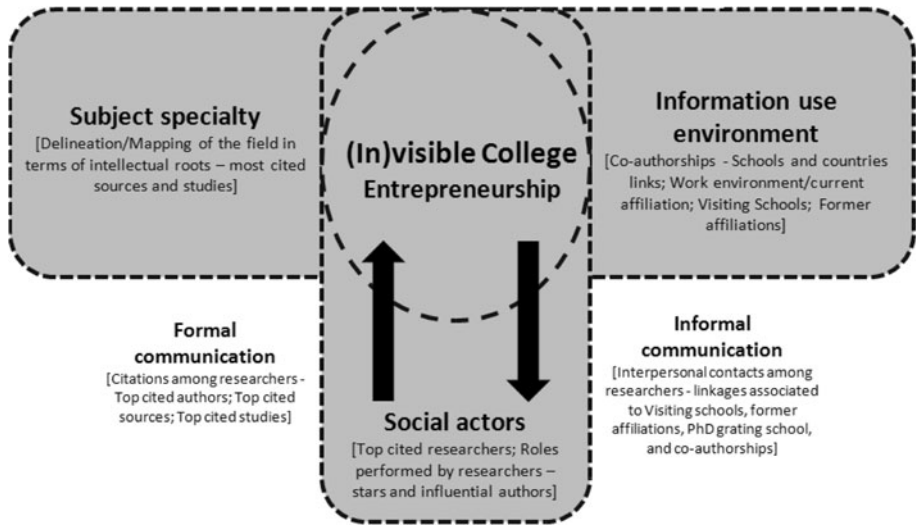 Subject specialty
[Delineation/Mapping of the field in
terms of intellectual roots – most cited
sources and studies]
(In)visible College
Entrepreneurship
Information use
environment
[Co-authorships - Schools and countries
links; Work environment/current
affiliation; Visiting Schools; Former
affiliations]
Formal
communication
[Citations among researchers -
Top cited authors; Top cited
sources; Top cited studies]
Social actors
[Top cited researchers; Roles
performed by researchers –
stars and influential authors]
Informal
communication
[Interpersonal contacts among
researchers - linkages associated
to Visiting schools, former
affiliations, PhD grating school,
and co-authorships]